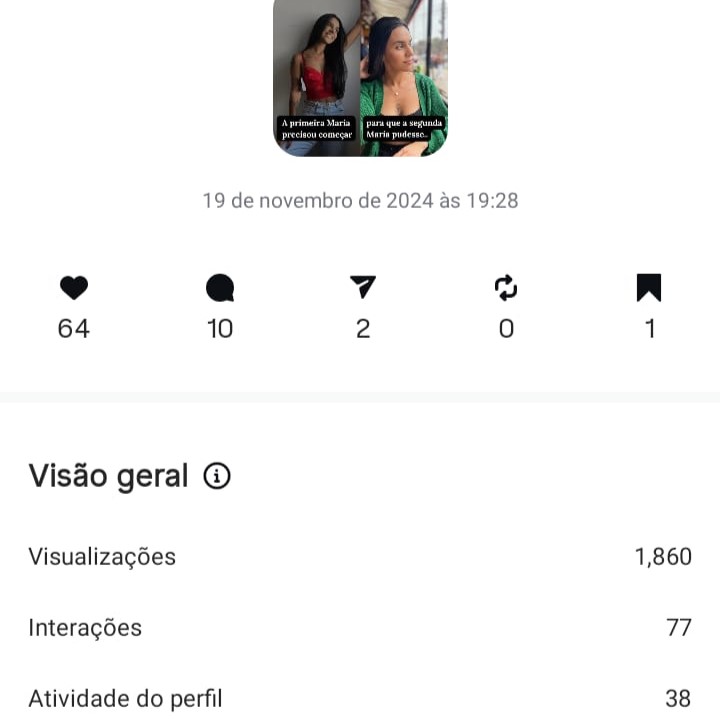 A primeira Maria
precisou começar
para que a segunda
Maria pudesse..
19 de novembro de 2024 às 19:28
64
10
2
0
1
Visão geral
Visualizações 1,860
Interações 77
Atividade do perfil 38